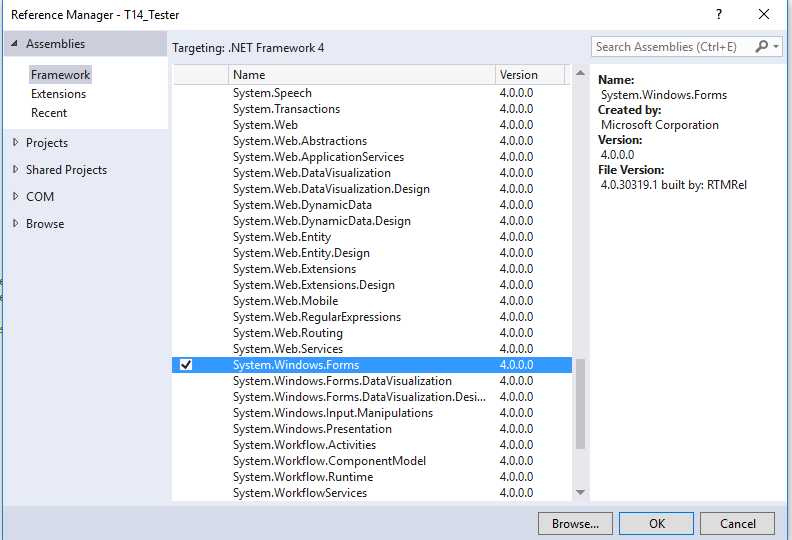 Reference Manager - T14_Tester
? 
Assemblies
Framework
Extensions
Recent
Projects
Shared Projects
COM
Browse
Targeting: .NET Framework 4
Search Assemblies (Ctrl+E)
Name Version
System.Speech 4.0.0.0
System.Transactions 4.0.0.0
System.Web 4.0.0.0
System.Web.Abstractions 4.0.0.0
System.Web.ApplicationServices 4.0.0.0
System.Web.DataVisualization 4.0.0.0
System.Web.DataVisualization.Design 4.0.0.0
System.Web.DynamicData 4.0.0.0
System.Web.DynamicData.Design 4.0.0.0
System.Web.Entity 4.0.0.0
System.Web.Entity.Design 4.0.0.0
System.Web.Extensions 4.0.0.0
System.Web.Extensions.Design 4.0.0.0
System.Web.Mobile 4.0.0.0
System.Web.RegularExpressions 4.0.0.0
System.Web.Routing 4.0.0.0
System.Web.Services 4.0.0.0
System.Windows.Forms 4.0.0.0
System.Windows.Forms.DataVisualization 4.0.0.0
System.Windows.Forms.DataVisualization.Desi... 4.0.0.0
System.Windows.Input.Manipulations 4.0.0.0
System.Windows.Presentation 4.0.0.0
System.Workflow.Activities 4.0.0.0
System.Workflow.ComponentModel 4.0.0.0
System.Workflow.Runtime 4.0.0.0
System.WorkflowServices 4.0.0.0
Name:
System.Windows.Forms
Created by:
Microsoft Corporation
Version:
4.0.0.0
File Version:
4.0.30319.1 built by: RTMRel
Browse...
OK
Cancel